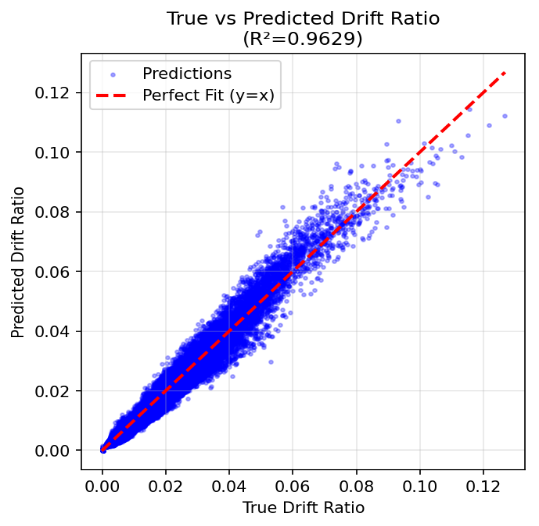 True vs Predicted Drift Ratio
(R²=0.9629)
Predictions
Perfect Fit (y=x)
Predicted Drift Ratio
0.12
0.10
0.08
0.06
0.04
0.02
0.00
0.00 0.02 0.04 0.06 0.08 0.10 0.12
True Drift Ratio